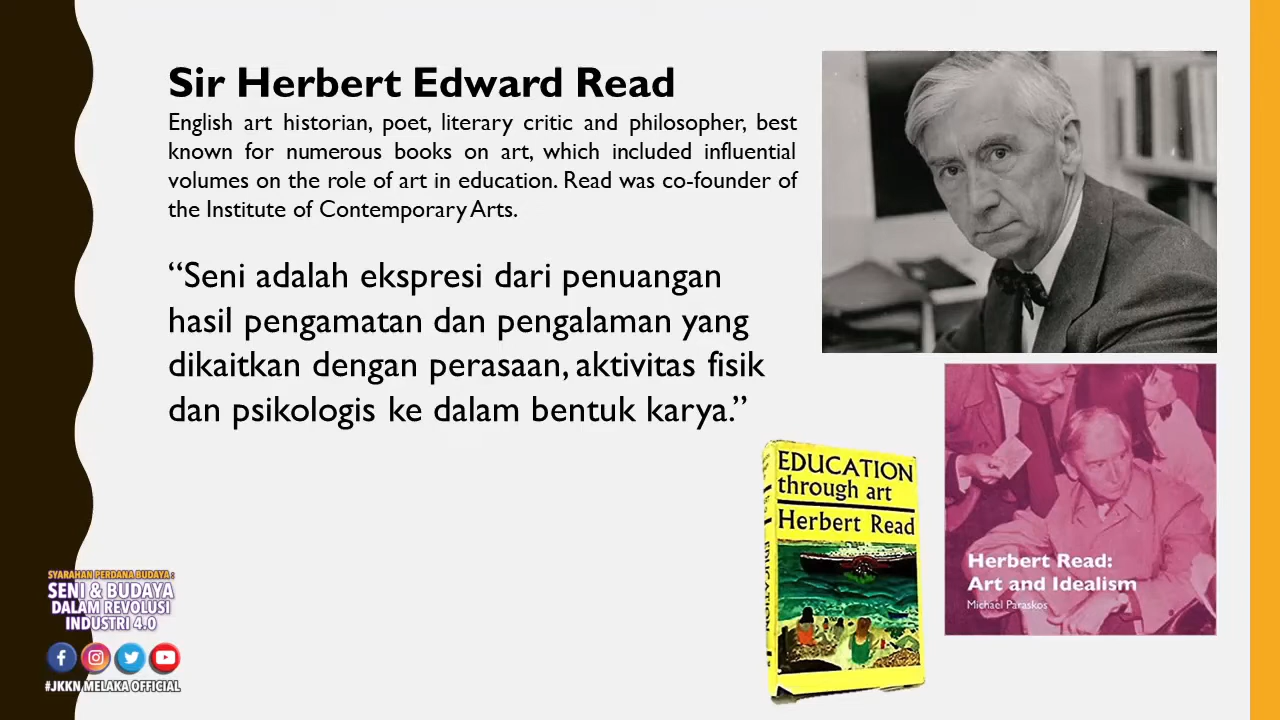 Sir Herbert Edward Read
English art historian, poet, literary critic and philosopher, best
known for numerous books on art, which included influential
volumes on the role of art in education. Read was co-founder of
the Institute of Contemporary Arts.
“Seni adalah ekspresi dari penuangan
hasil pengamatan dan pengalaman yang
dikaitkan dengan perasaan, aktivitas fisik
dan psikologis ke dalam bentuk karya.”
EDUCATION
through art
Herbert Read
Herbert Read:
Art and Idealism
Michael Paraskos
SYARAHAN PERDANA BUDAYA :
SENI & BUDAYA
DALAM REVOLUSI
INDUSTRI 4.0
#JKKN MELAKA OFFICIAL